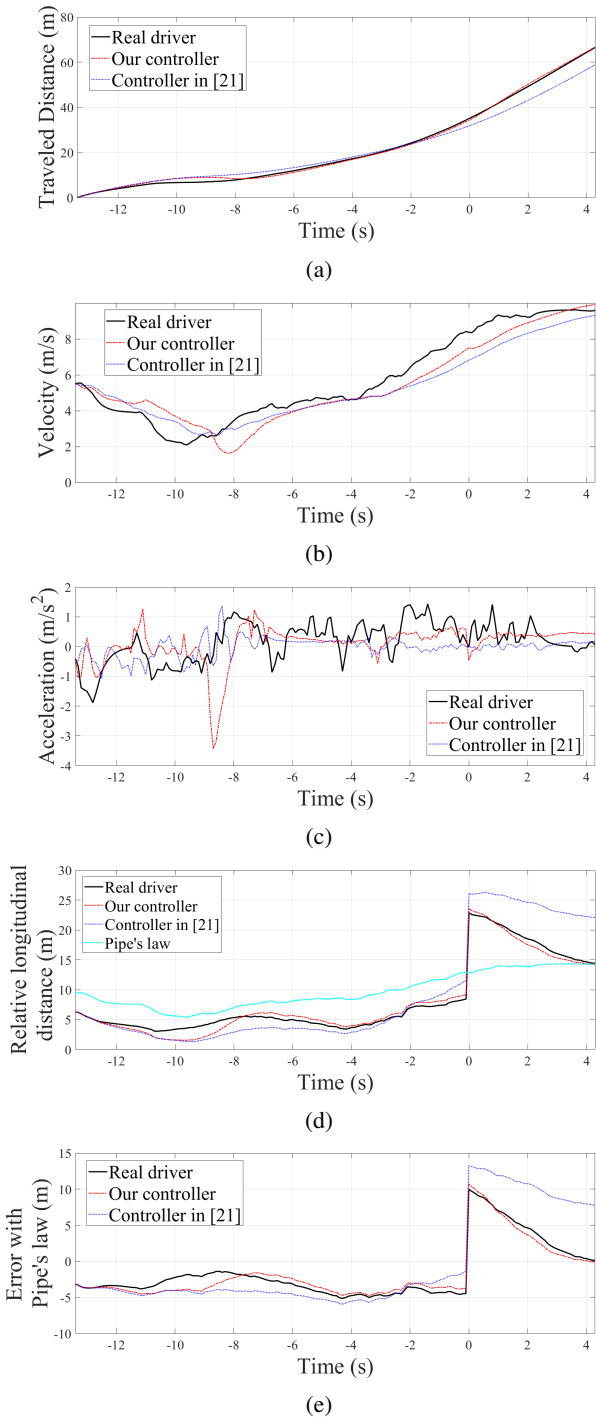 80
60
40
20
0
Traveled Distance (m)
Real driver
Our controller
Controller in [21]
-12 -10 -8 -6 -4 -2 0 2 4
Time (s)
(a)
8
6
4
2
0
Velocity (m/s)
Real driver
Our controller
Controller in [21]
-12 -10 -8 -6 -4 -2 0 2 4
Time (s)
(b)
2
1
0
-1
-2
-3
-4
Acceleration (m/s²)
Real driver
Our controller
Controller in [21]
-12 -10 -8 -6 -4 -2 0 2 4
Time (s)
(c)
30
25
20
15
10
5
0
Relative longitudinal
distance (m)
Real driver
Our controller
Controller in [21]
Pipe's law
-12 -10 -8 -6 -4 -2 0 2 4
Time (s)
(d)
15
10
5
0
-5
-10
Error with
Pipe's law (m)
Real driver
Our controller
Controller in [21]
-12 -10 -8 -6 -4 -2 0 2 4
Time (s)
(e)